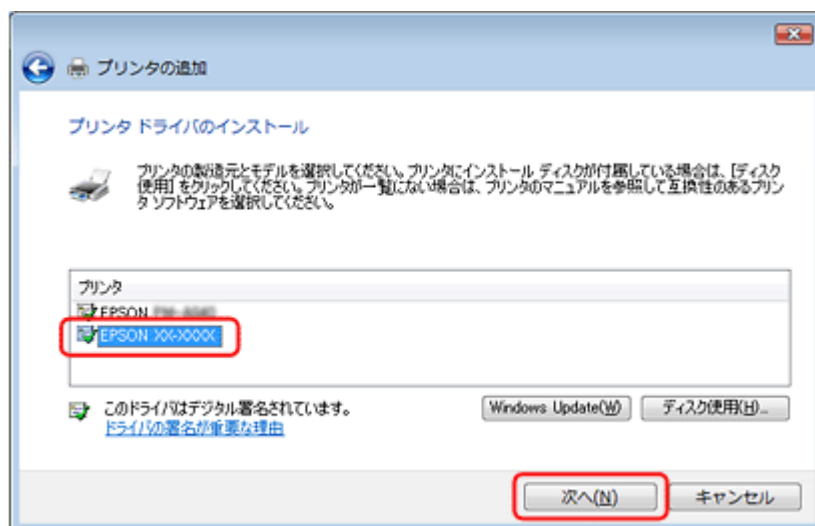 プリンタの追加
プリンタ ドライバのインストール
プリンタの製造元とモデルを選択してください。プリンタにインストール ディスクが付属している場合は、[ディスク
使用] をクリックしてください。プリンタが一覧にない場合は、プリンタのマニュアルを参照して互換性のあるプリン
タ ソフトウェアを選択してください。
プリンタ
EPSON
EPSON XX-XXXX
このドライバはデジタル署名されています。
ドライバの署名が重要な理由
Windows Update(W)
ディスク使用(H)...
次へ(N)
キャンセル